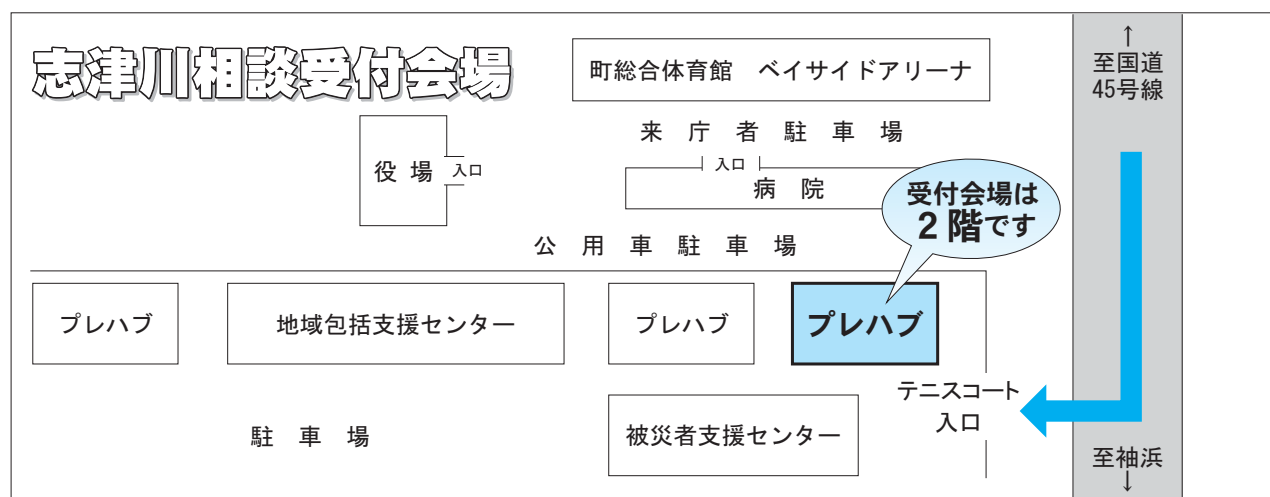 志津川相談受付会場
町総合体育館 ベイサイドアリーナ
↑
至国道
45号線
来庁者駐車場
役場
入口
入口
病院
受付会場は
2階です
公用車駐車場
プレハブ
地域包括支援センター
プレハブ
プレハブ
テニスコート
入口
駐車場
被災者支援センター
至袖浜
↓